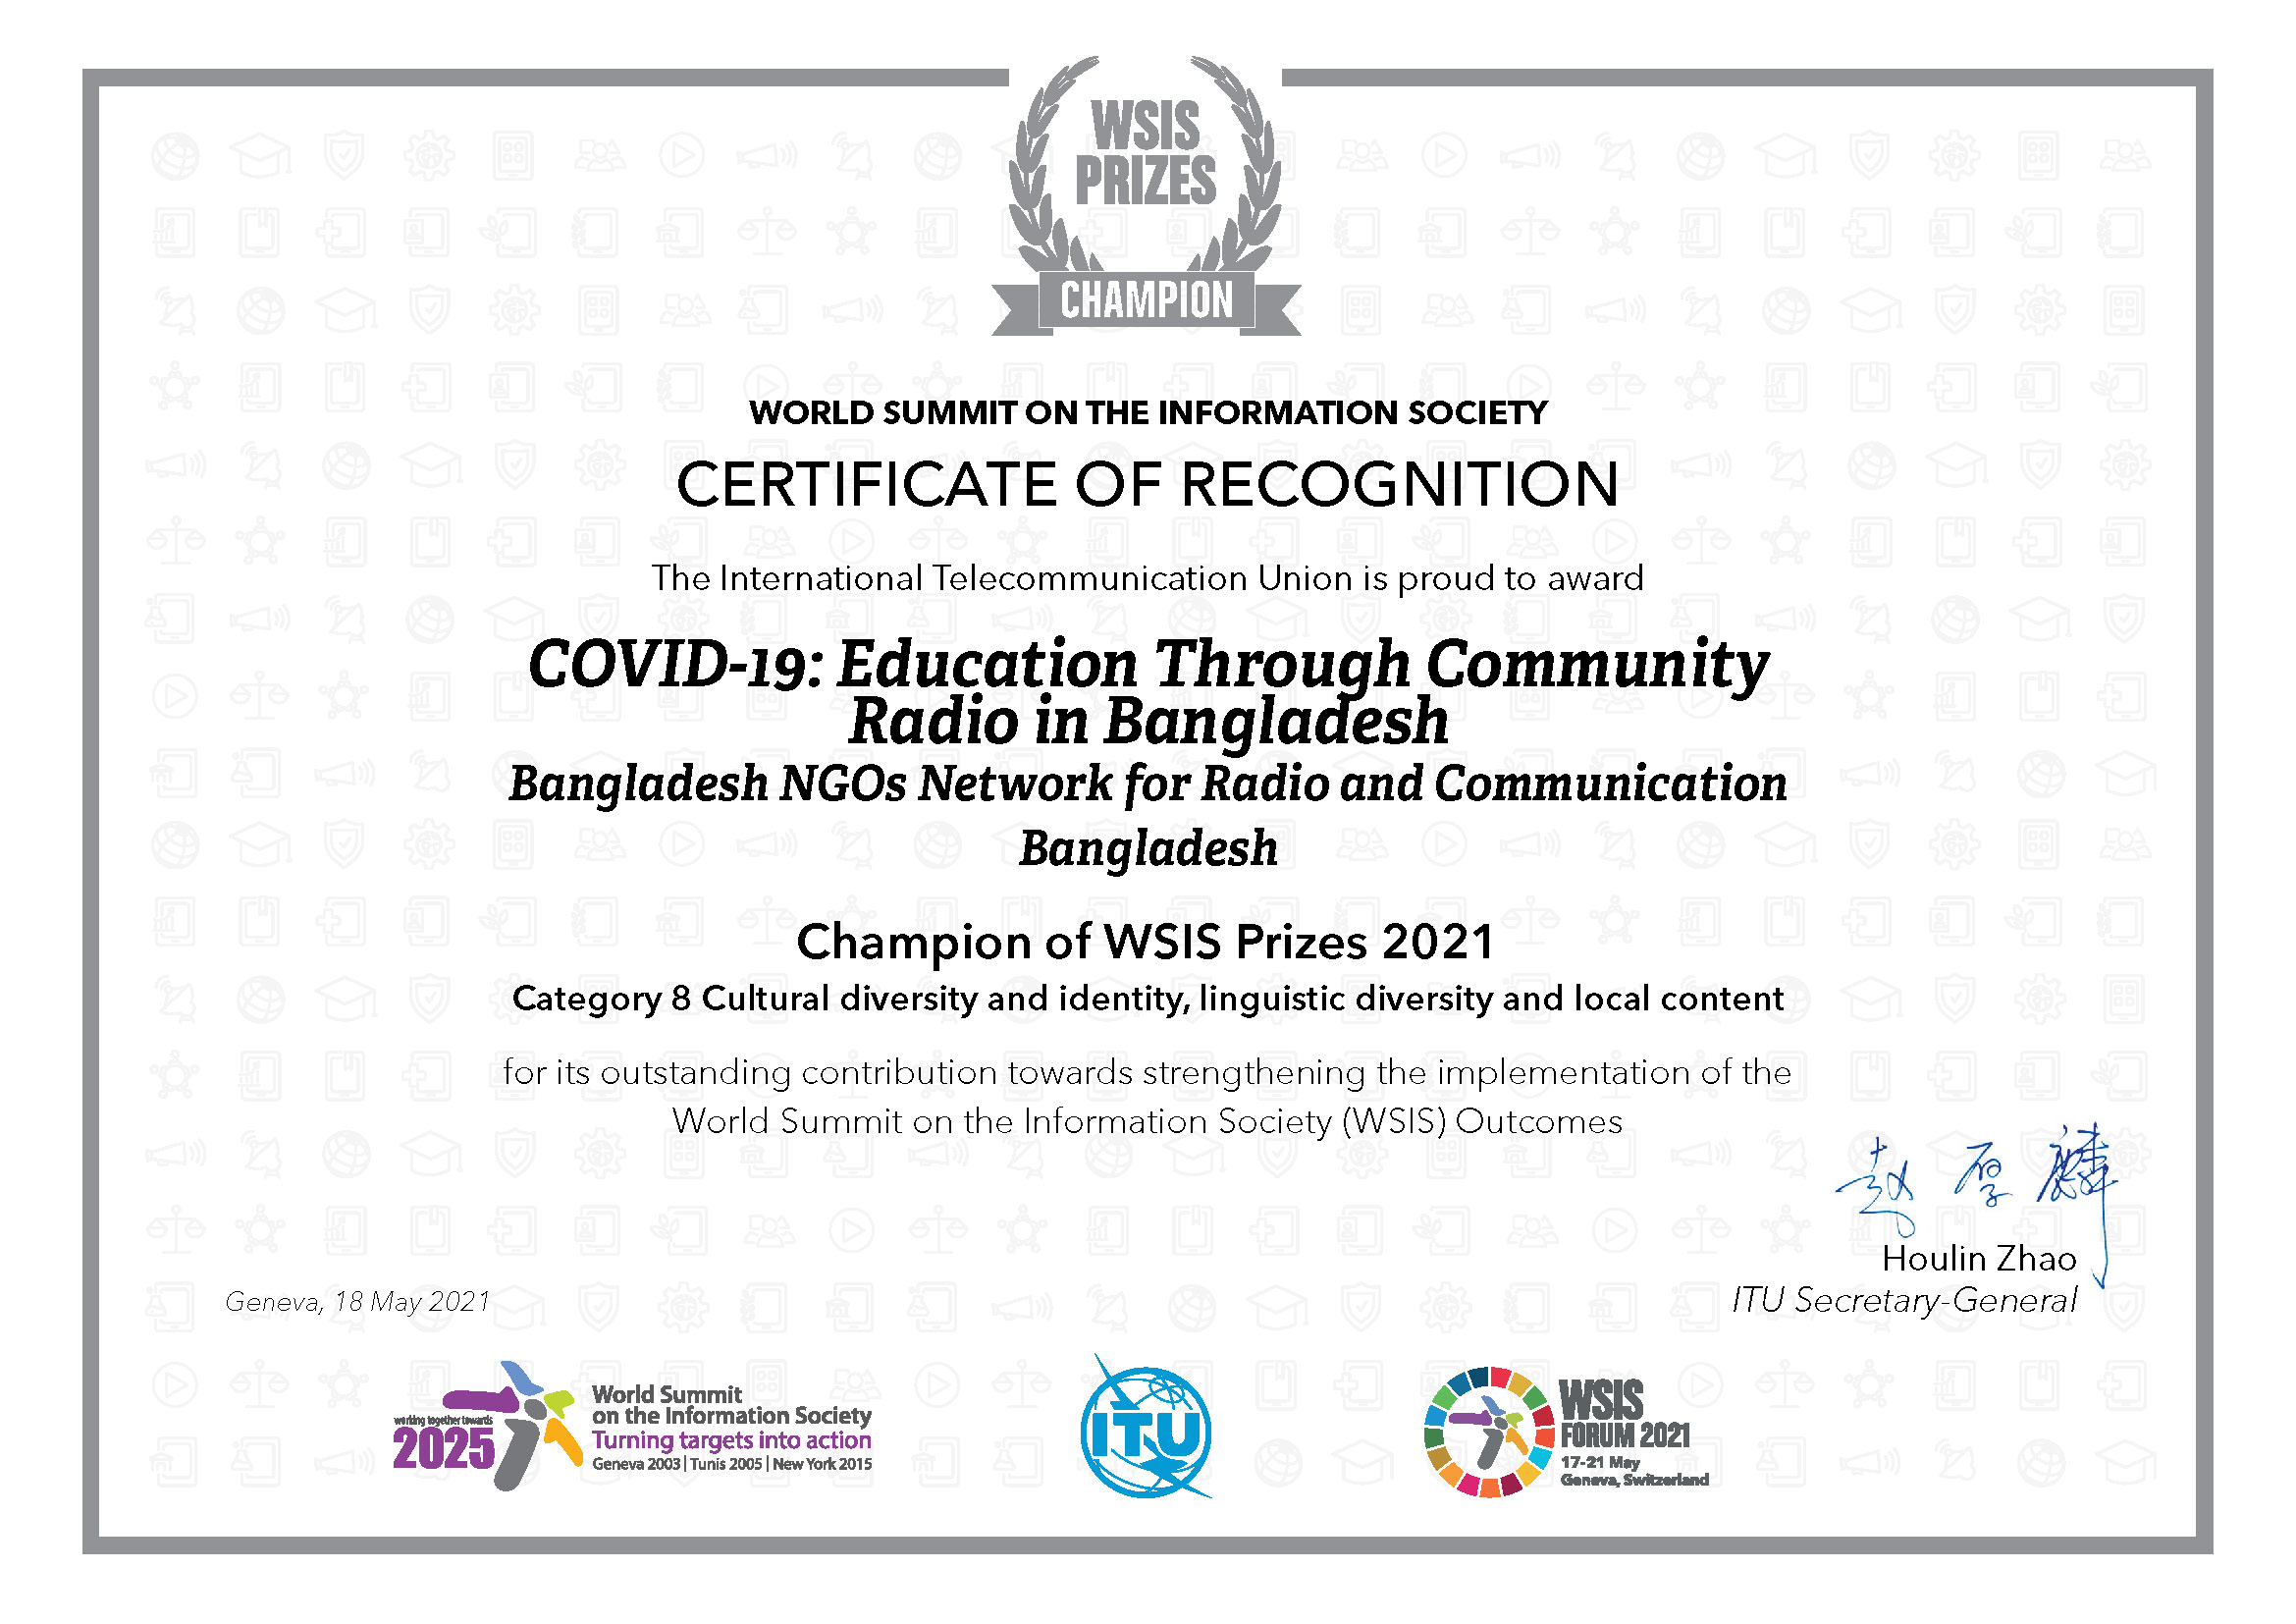 WSIS
PRIZES
CHAMPION
WORLD SUMMIT ON THE INFORMATION SOCIETY
CERTIFICATE OF RECOGNITION
The International Telecommunication Union is proud to award
COVID-19: Education Through Community
Radio in Bangladesh
Bangladesh NGOs Network for Radio and Communication
Bangladesh
Champion of WSIS Prizes 2021
Category 8 Cultural diversity and identity, linguistic diversity and local content
for its outstanding contribution towards strengthening the implementation of the
World Summit on the Information Society (WSIS) Outcomes
赵厚麟
Houlin Zhao
ITU Secretary-General
Geneva, 18 May 2021
working together towards
2025
World Summit
on the Information Society
Turning targets into action
Geneva 2003 | Tunis 2005 | New York 2015
ITU
WSIS
FORUM 2021
17-21 May
Geneva, Switzerland